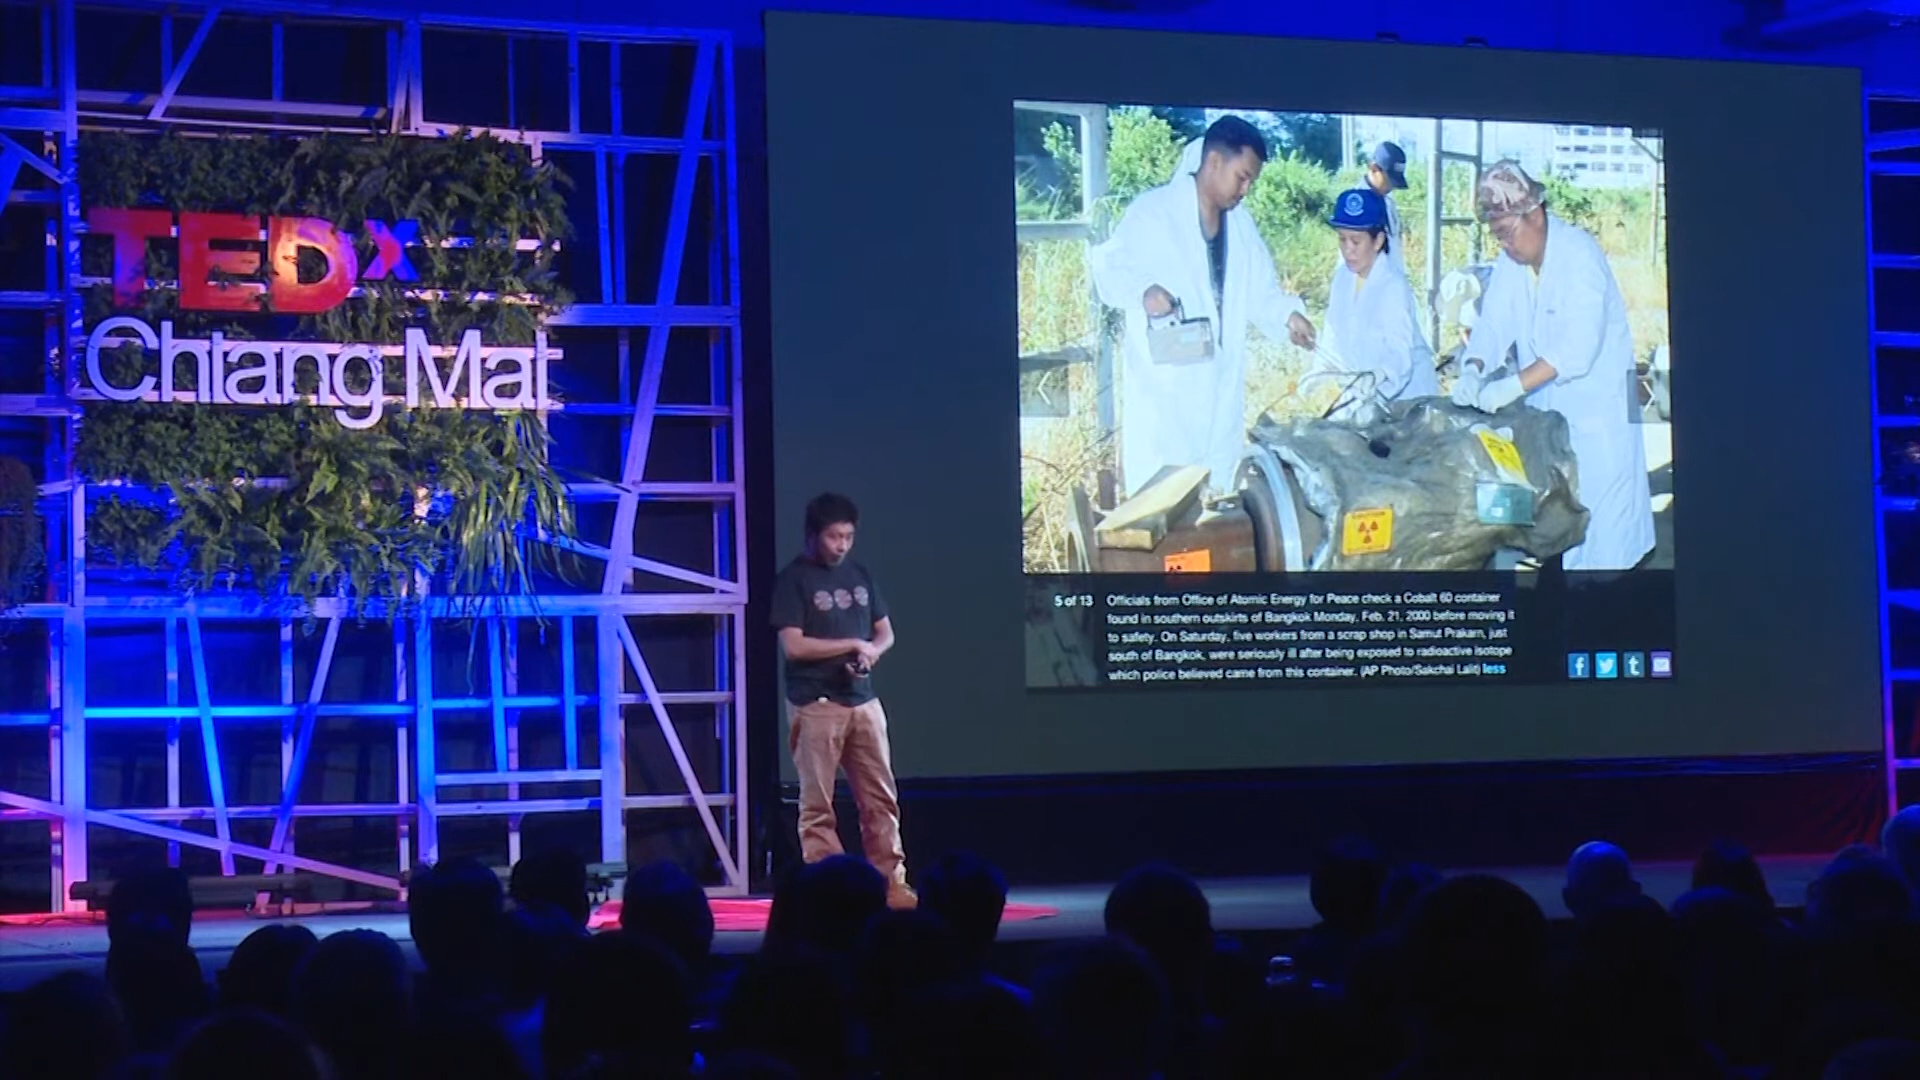 TEDx
Chiang Mai
CAUTION
5 of 13
Officials from Office of Atomic Energy for Peace check a Cobalt 60 container
found in southern outskirts of Bangkok Monday, Feb. 21, 2000 before moving it
to safety. On Saturday, five workers from a scrap shop in Samut Prakarn, just
south of Bangkok, were seriously ill after being exposed to radioactive isotope
which police believed came from this container. (AP Photo/Sakchai Lalit) less
f
t